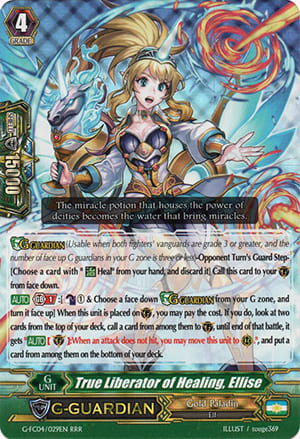 4
GRADE
15000
SHIELD
The miracle potion that houses the power of
deities becomes the water that bring miracles.
G GUARDIAN (Usable when both fighters' vanguards are grade 3 or greater, and the
number of face up G guardians in your G zone is three or less)-Opponent Turn's Guard Step-
[Choose a card with " Heal" from your hand, and discard it] Call this card to your
from face down.
AUTO : 1 & Choose a face down G GUARDIAN from your G zone, and
turn it face up] When this unit is placed on , you may pay the cost. If you do, look at two
cards from the top of your deck, call a card from among them to , until end of that battle, it
gets "AUTO [ ]:When an attack does not hit, you may move this unit to .", and put a
card from among them on the bottom of your deck.
G
UNIT
True Liberator of Healing, Ellise
G-GUARDIAN
Gold Paladin
Elf
G-FC04/029EN RRR
ILLUST / touge369